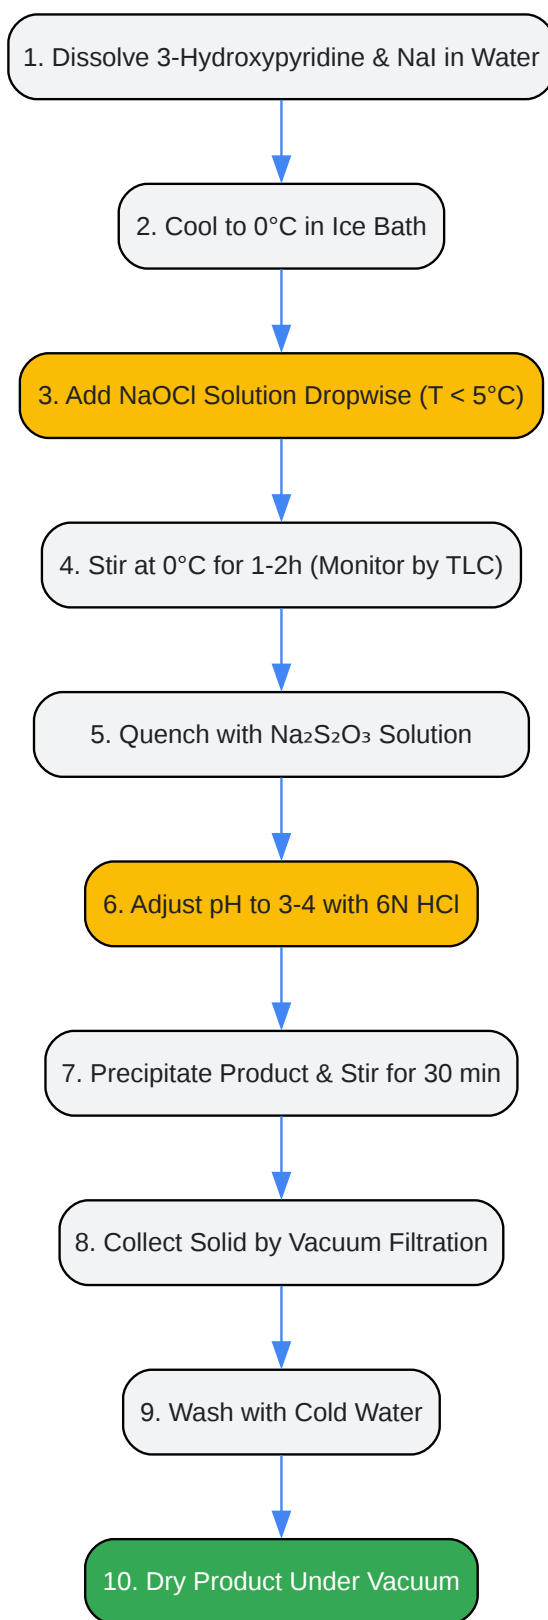 1. Dissolve 3-Hydroxypyridine & NaI in Water
2. Cool to 0°C in Ice Bath
3. Add NaOCl Solution Dropwise (T < 5°C)
4. Stir at 0°C for 1-2h (Monitor by TLC)
5. Quench with Na₂S₂O₃ Solution
6. Adjust pH to 3-4 with 6N HCl
7. Precipitate Product & Stir for 30 min
8. Collect Solid by Vacuum Filtration
9. Wash with Cold Water
10. Dry Product Under Vacuum